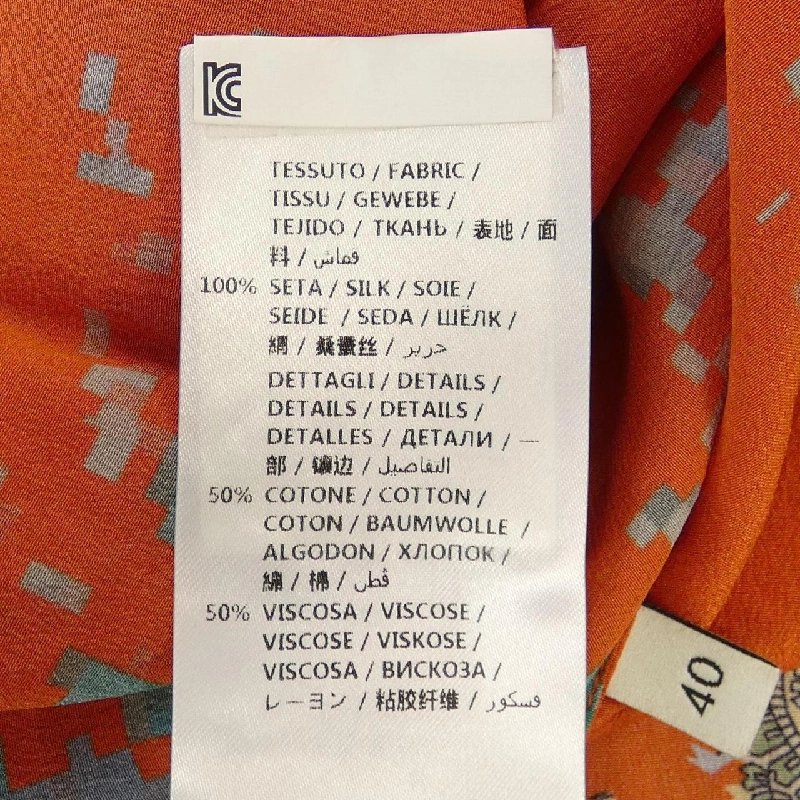 KC
TESSUTO / FABRIC /
TISSU / GEWEBE /
TEJIDO / ТКАНЬ / 表地 / 面
料 / قماش
100% SETA / SILK / SOIE /
SEIDE / SEDA / ШЁЛК /
絹 / 桑蚕丝 / حرير
DETTAGLI / DETAILS /
DETAILS / DETAILS /
DETALLES / ДЕТАЛИ / 一
部 / 镶边 / التفاصيل
50% COTONE / COTTON /
COTON / BAUMWOLLE /
ALGODON / ХЛОПОК /
綿 / 棉 / قطن
50% VISCOSA / VISCOSE /
VISCOSE / VISKOSE /
VISCOSA / ВИСКОЗА /
レーヨン / 粘胶纤维 / فسكوز
40